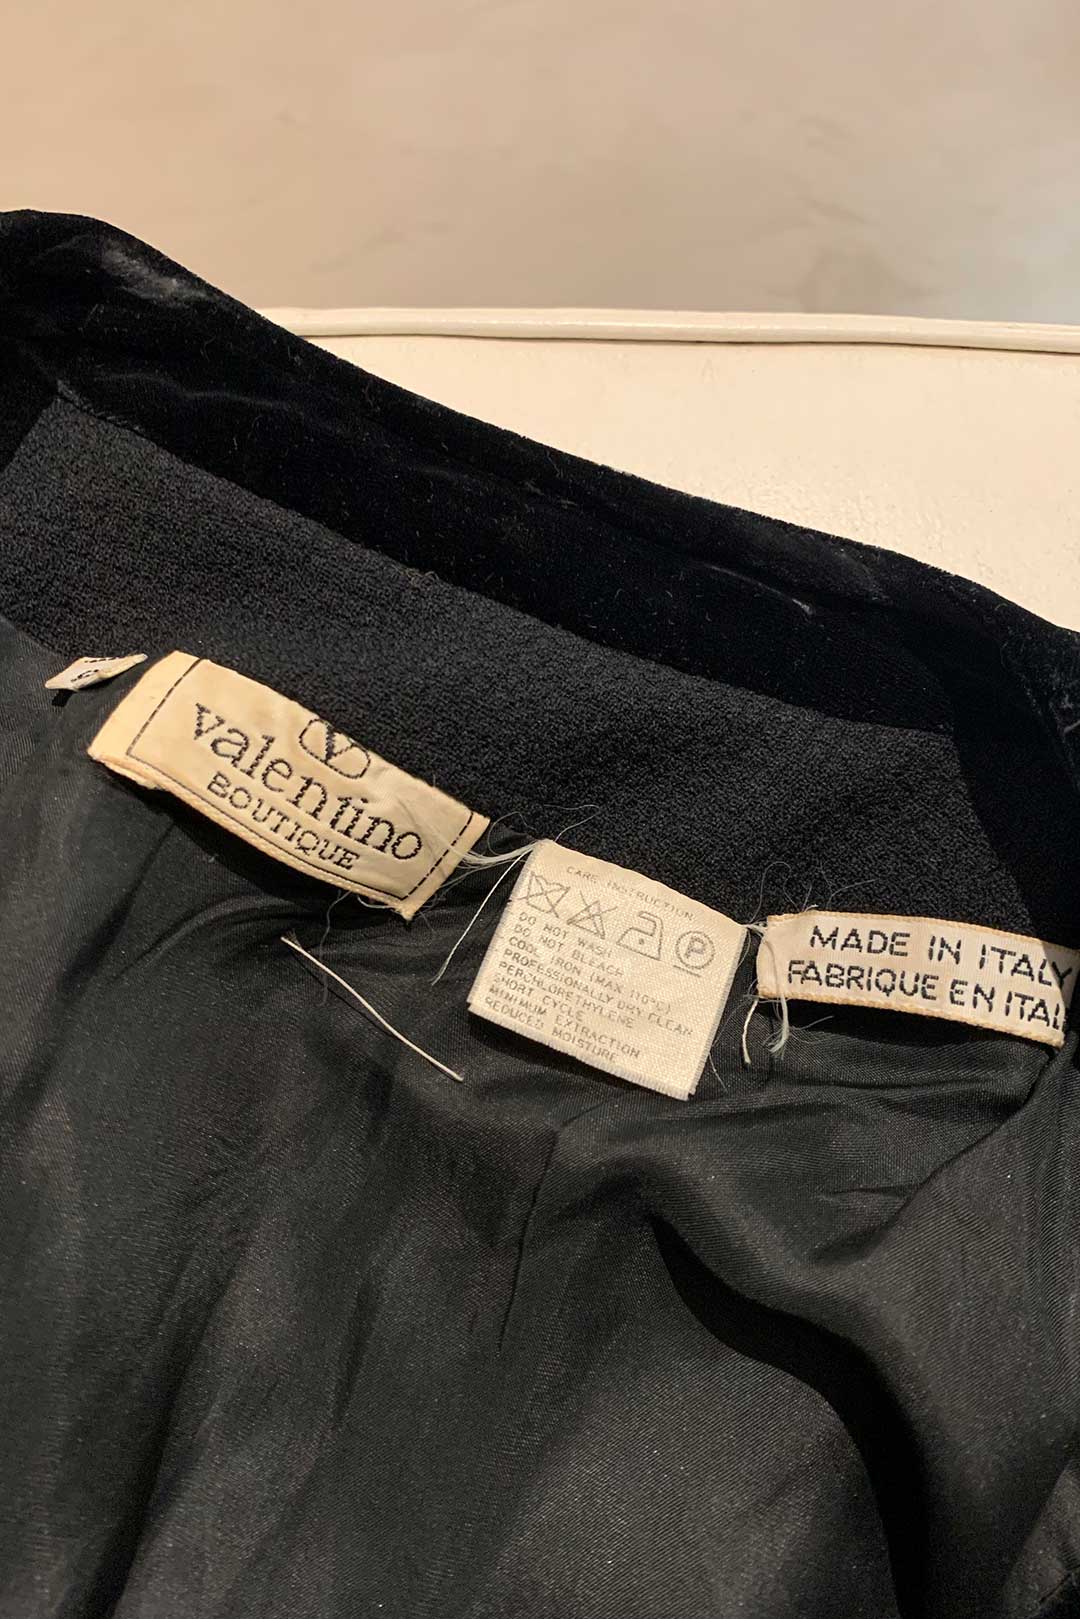 valentino
BOUTIQUE
CARE INSTRUCTION
P
DO NOT WASH
DO NOT BLEACH
COOL IRON (MAX 110°C)
PROFESSIONALLY DRY CLEAN
PERCHLORETHYLENE
SHORT CYCLE
MINIMUM EXTRACTION
REDUCED MOISTURE
MADE IN ITALY
FABRIQUE EN ITAL